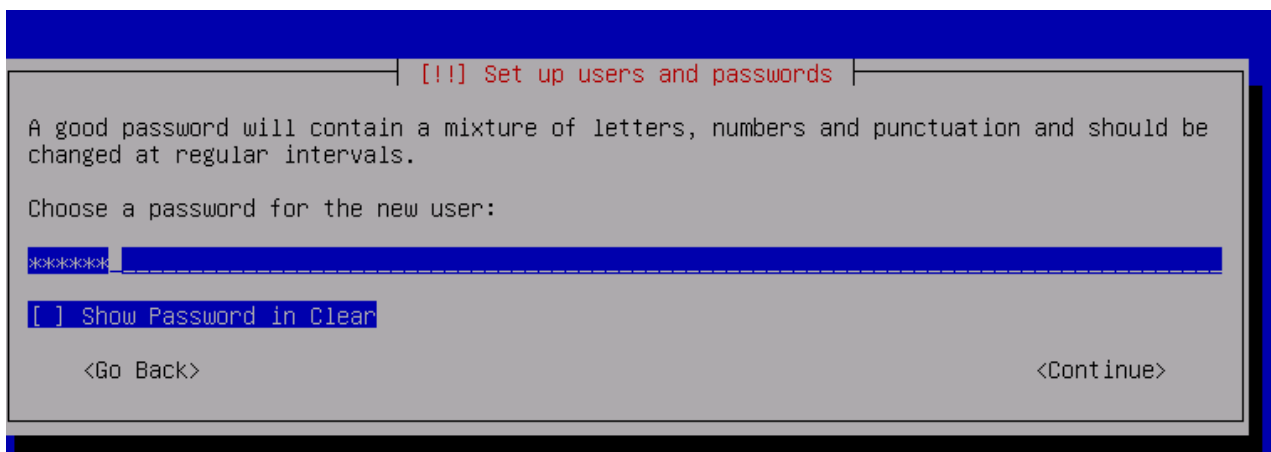 [!!] Set up users and passwords
A good password will contain a mixture of letters, numbers and punctuation and should be
changed at regular intervals.
Choose a password for the new user:
******
[ ] Show Password in Clear
<Go Back> <Continue>